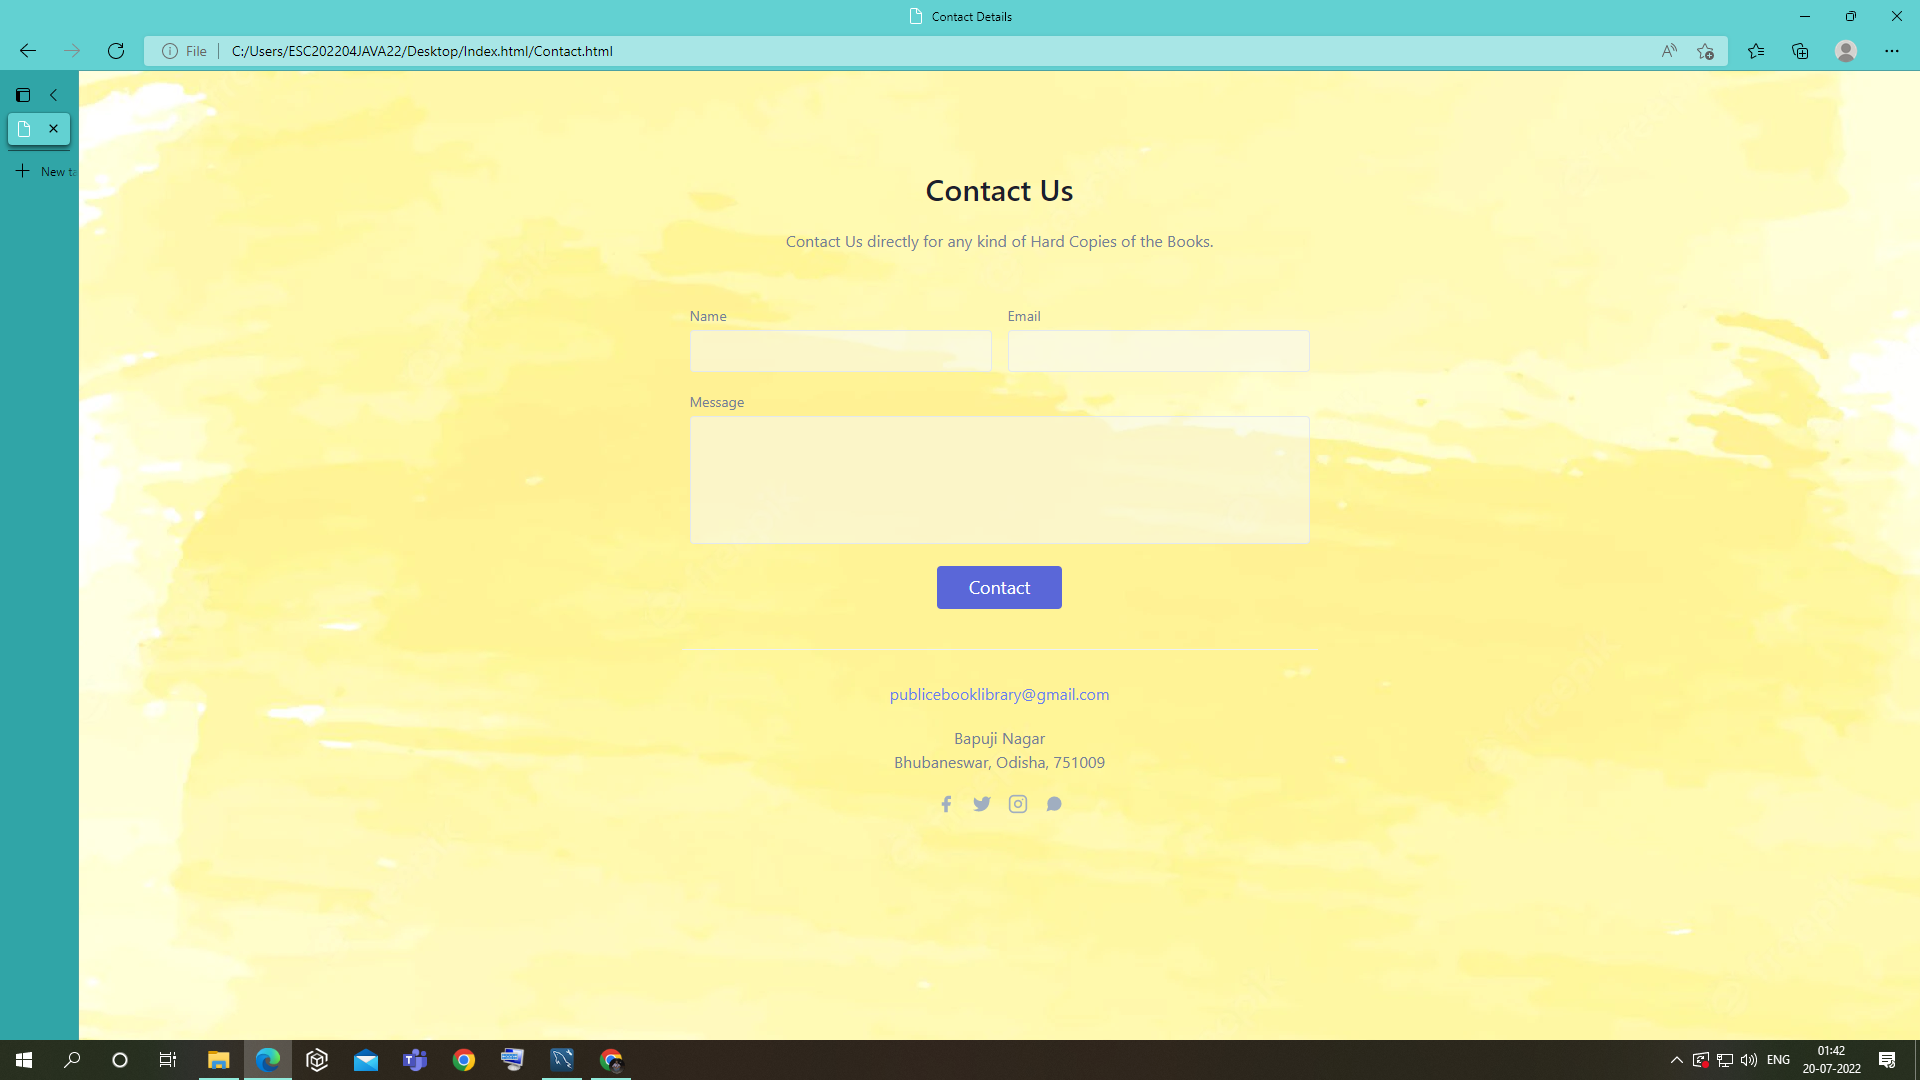 Contact Details
File
C:/Users/ESC202204JAVA22/Desktop/Index.html/Contact.html
New ta
Contact Us
Contact Us directly for any kind of Hard Copies of the Books.
Name
Email
Message
Contact
publicebooklibrary@gmail.com
Bapuji Nagar
Bhubaneswar, Odisha, 751009
ENG
01:42
20-07-2022